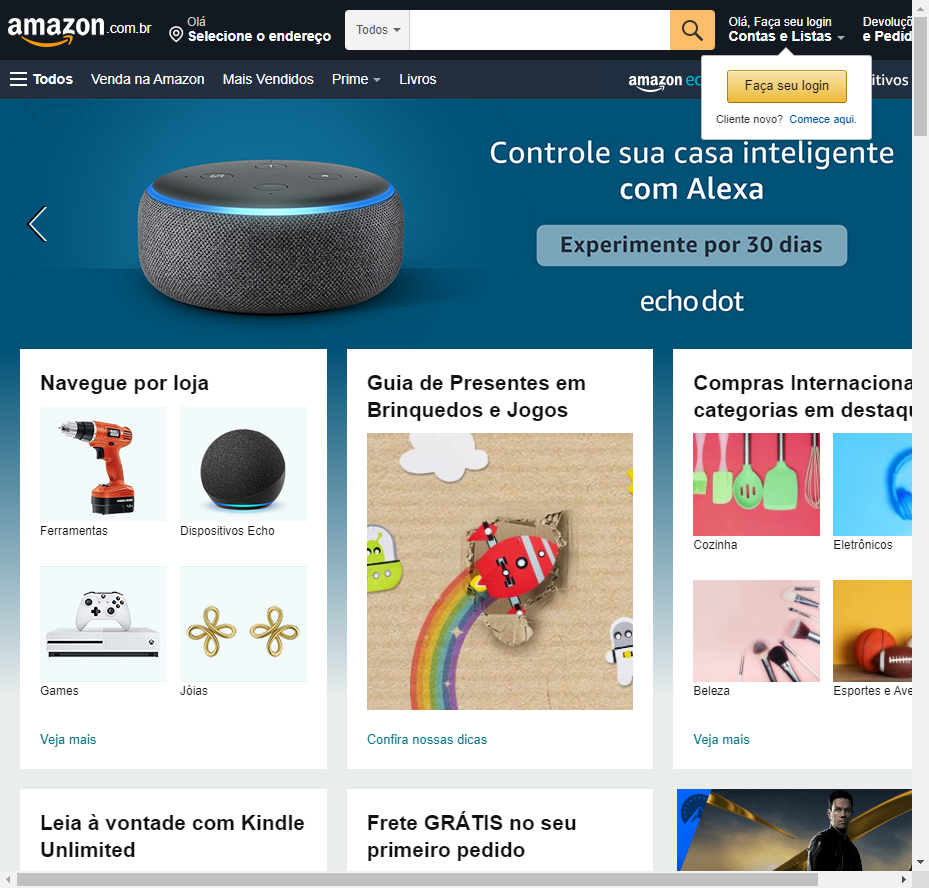 amazon.com.br
Olá
Selecione o endereço
Todos
Olá, Faça seu login
Contas e Listas
Devoluçõ
e Pedid
Todos
Venda na Amazon
Mais Vendidos
Prime
Livros
amazon ec
itivos
Faça seu login
Cliente novo? Comece aqui.
Controle sua casa inteligente
com Alexa
Experimente por 30 dias
echo dot
Navegue por loja
Ferramentas
Dispositivos Echo
Games
Jóias
Veja mais
Guia de Presentes em
Brinquedos e Jogos
Confira nossas dicas
Compras Internaciona
categorias em destaqu
Cozinha
Eletrônicos
Beleza
Esportes e Ave
Veja mais
Leia à vontade com Kindle
Unlimited
Frete GRÁTIS no seu
primeiro pedido